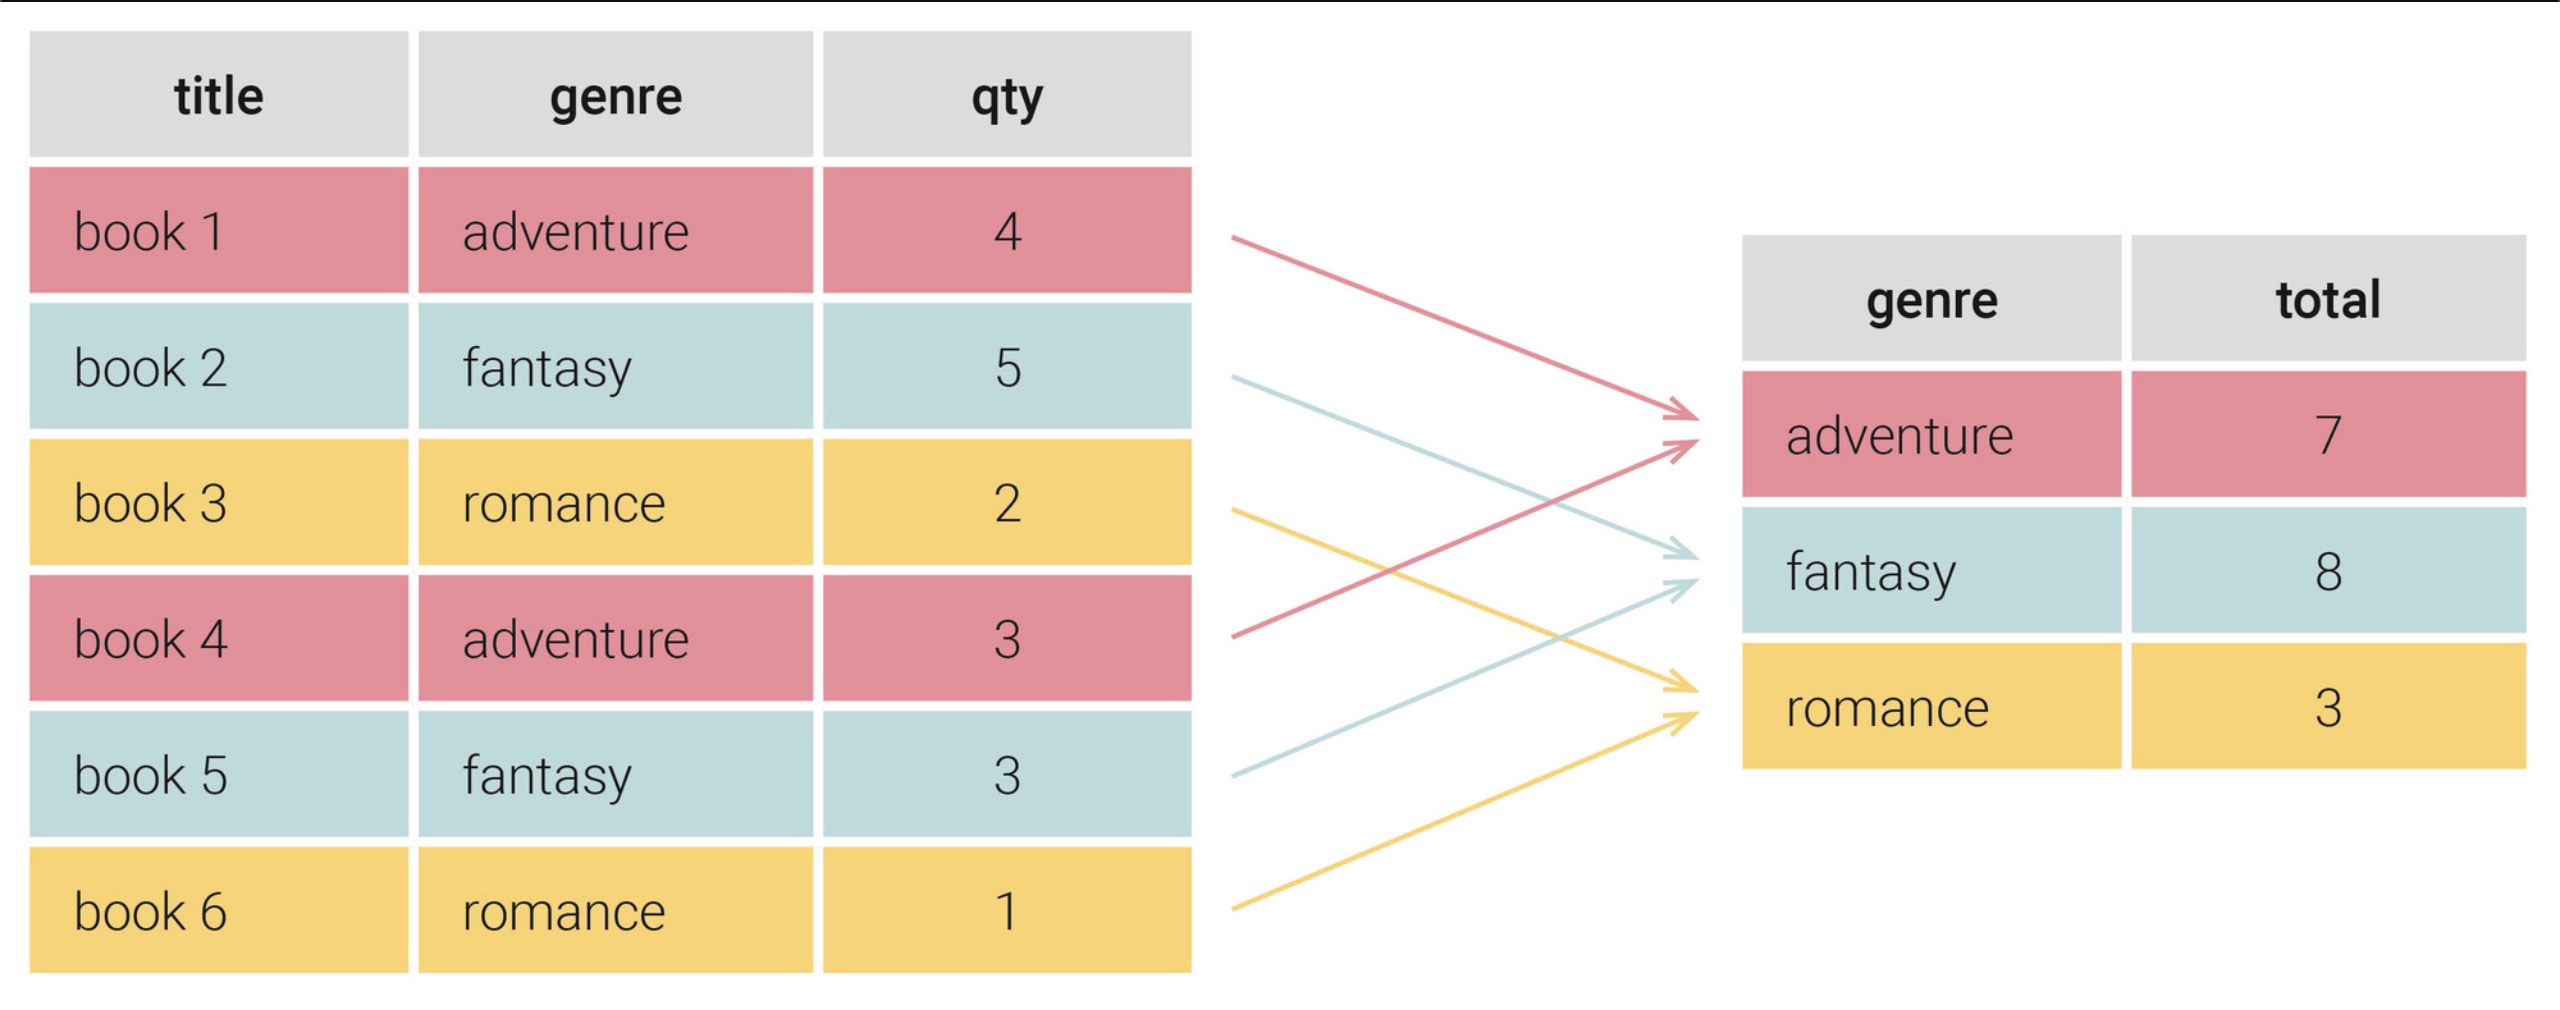 title genre qty
book 1 adventure 4
book 2 fantasy 5
book 3 romance 2
book 4 adventure 3
book 5 fantasy 3
book 6 romance 1
genre total
adventure 7
fantasy 8
romance 3